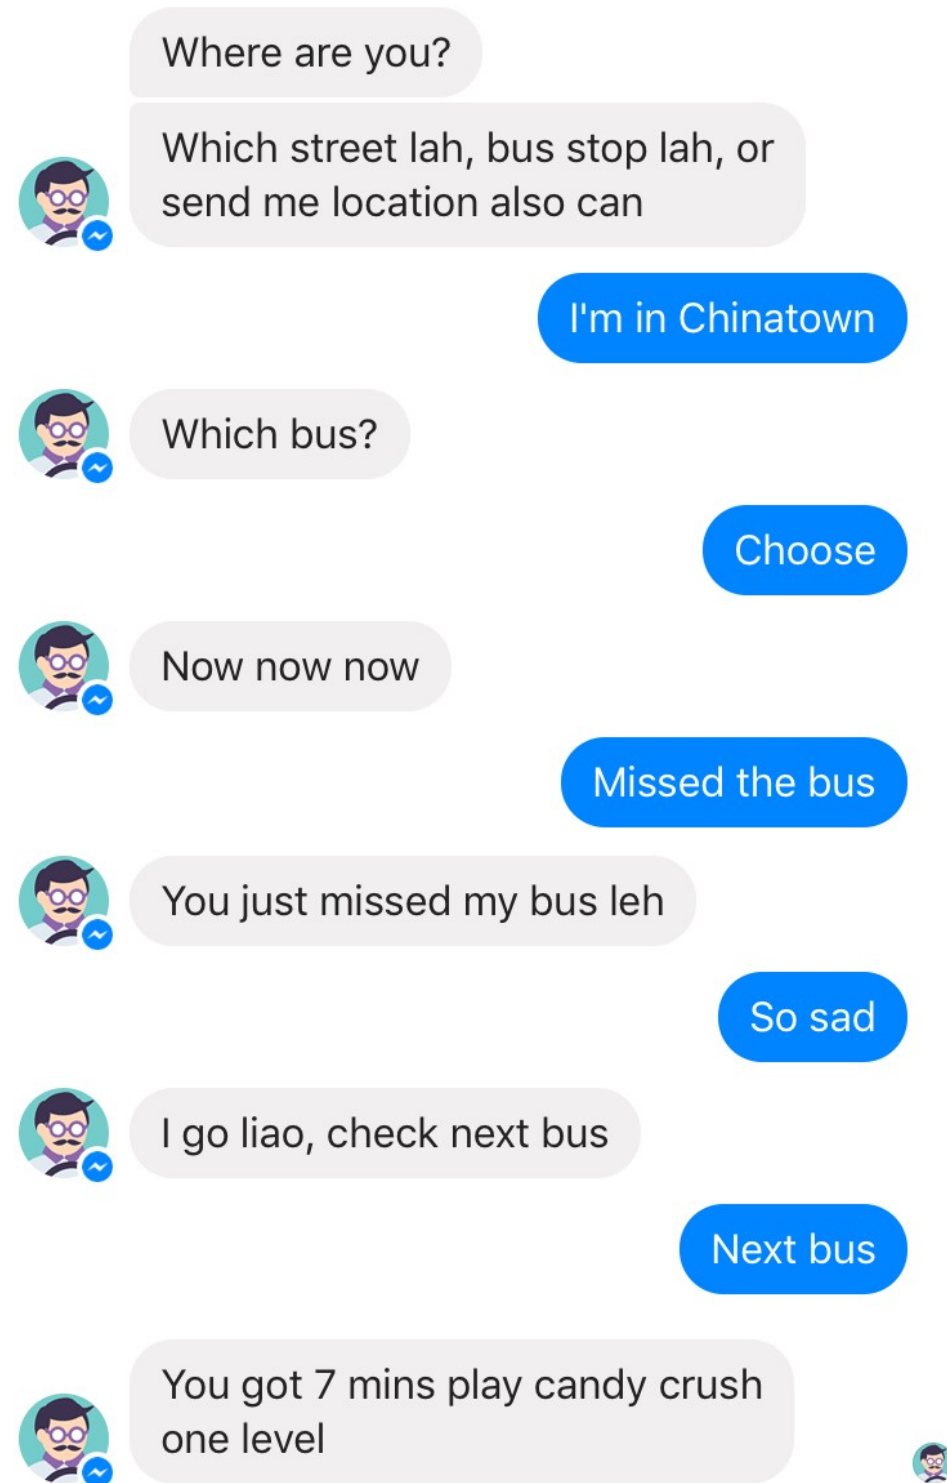 Where are you?
Which street lah, bus stop lah, or
send me location also can
I'm in Chinatown
Which bus?
Choose
Now now now
Missed the bus
You just missed my bus leh
So sad
I go liao, check next bus
Next bus
You got 7 mins play candy crush
one level